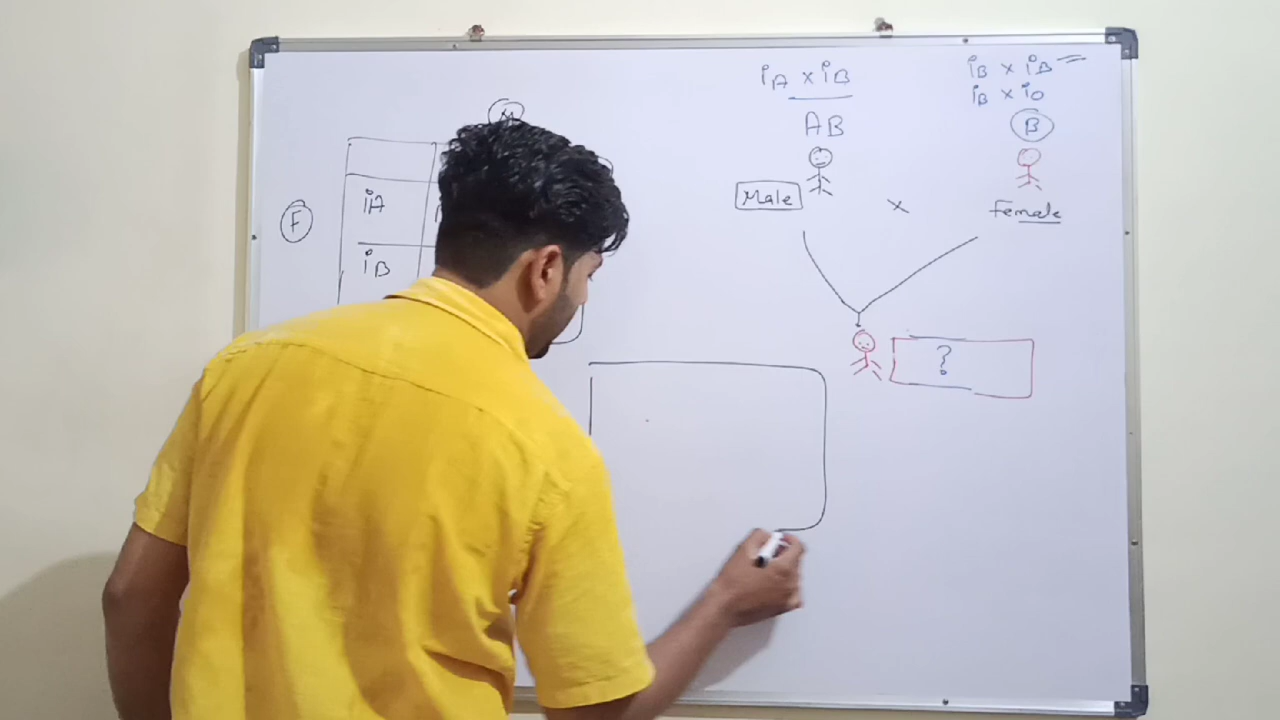 M
F
iA
iB
iA x iB
AB
Male
x
iB x iB
iB x iO
B
Female
?